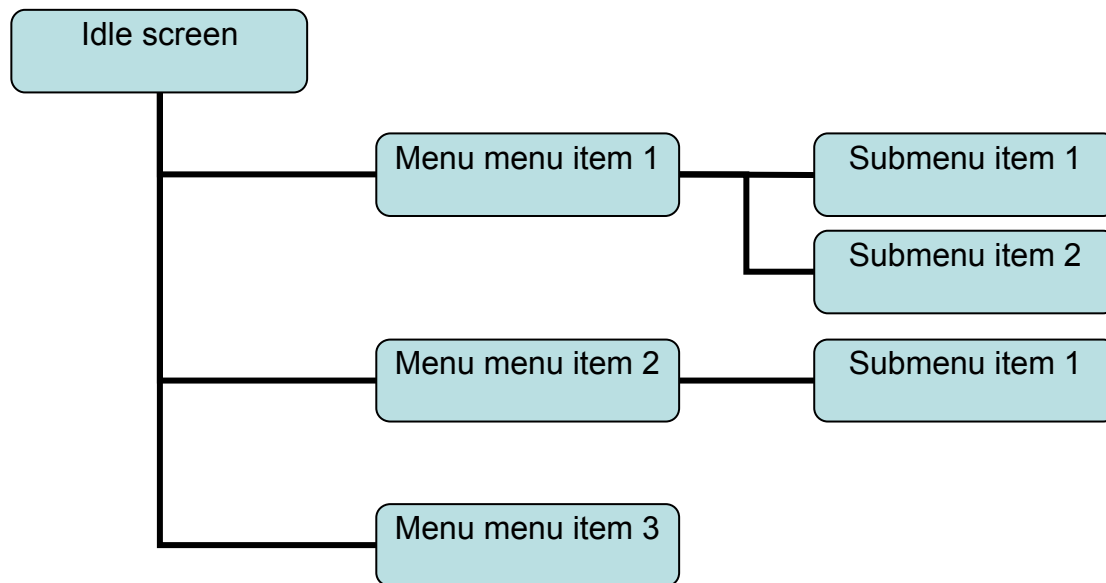 Idle screen
Menu menu item 1
Submenu item 1
Submenu item 2
Menu menu item 2
Submenu item 1
Menu menu item 3